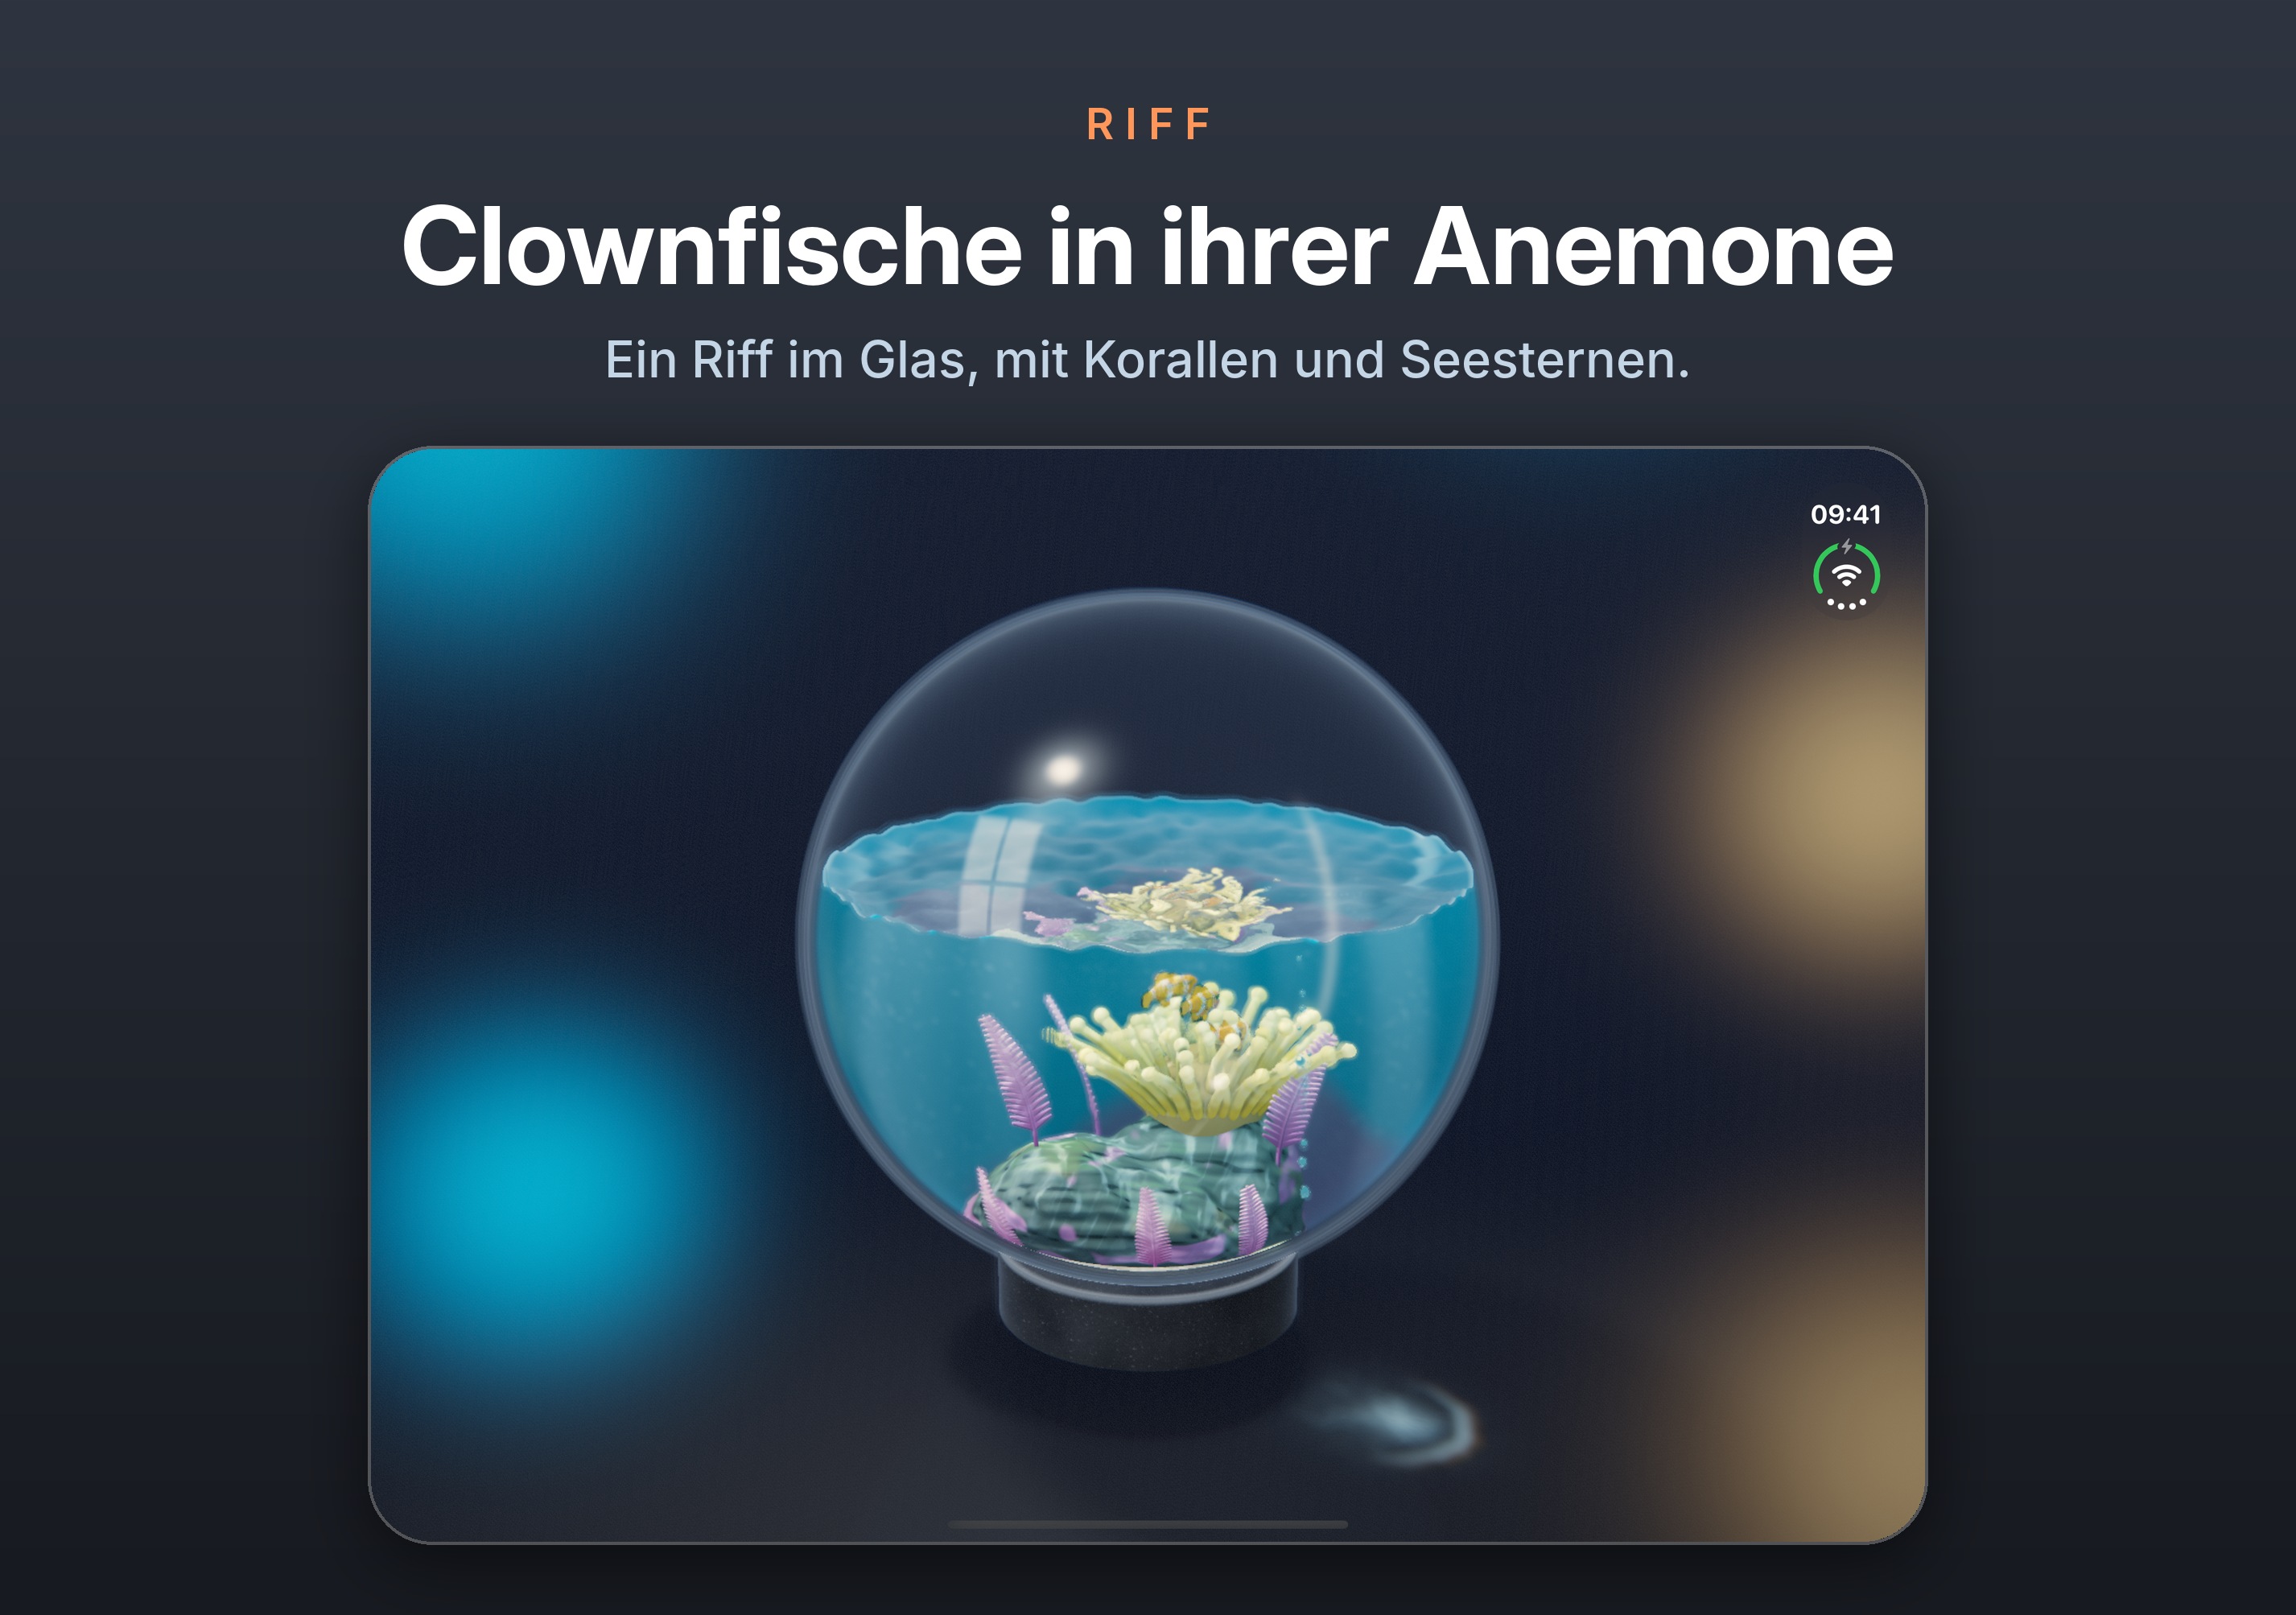 RIFF
Clownfische in ihrer Anemone
Ein Riff im Glas, mit Korallen und Seesternen.
09:41